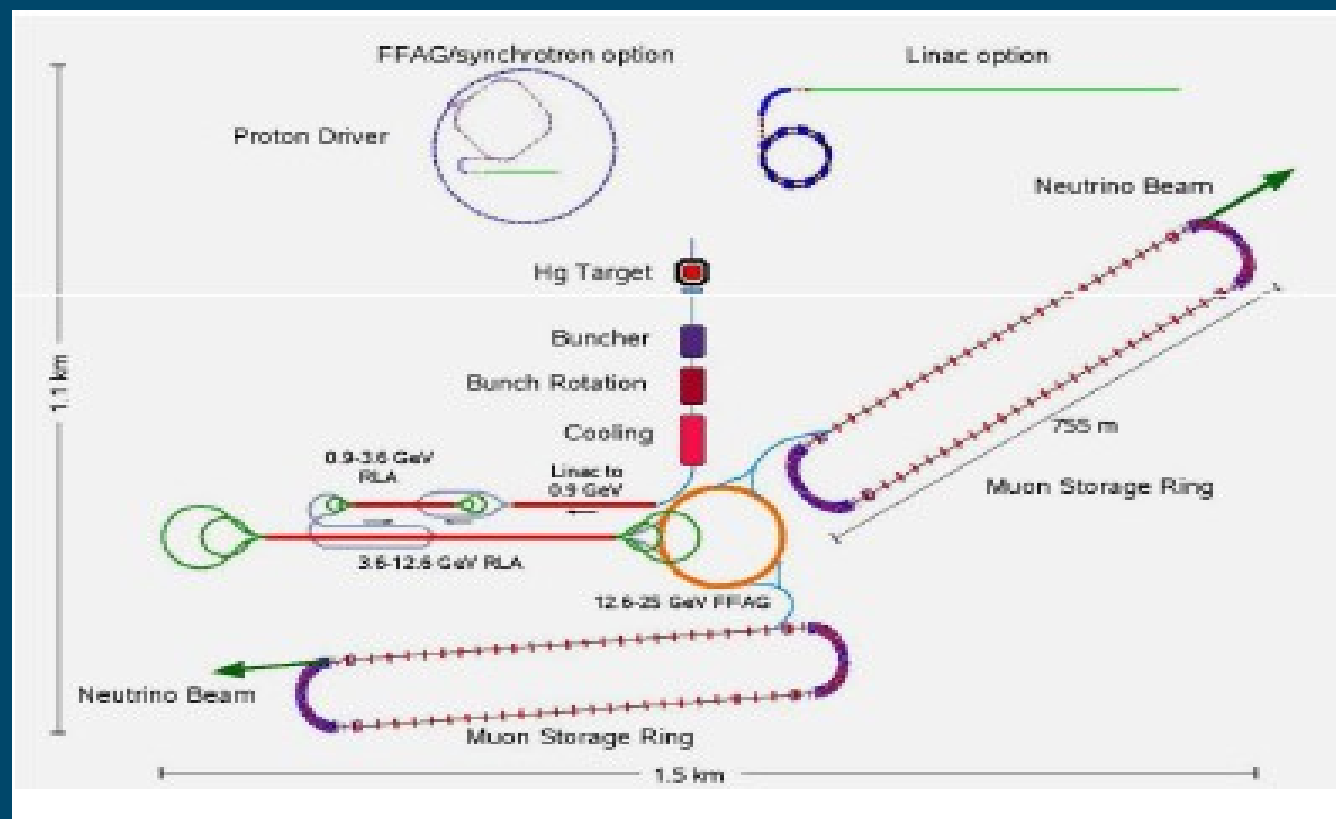 FFAG/synchrotron option
Linac option
Proton Driver
Neutrino Beam
Hg Target
Buncher
1.1 km
Bunch Rotation
Cooling
755 m
0.9-3.6 GeV
RLA
Linac to
0.9 GeV
Muon Storage Ring
3.6-12.6 GeV RLA
12.6-25 GeV FFAG
Neutrino Beam
Muon Storage Ring
1.5 km